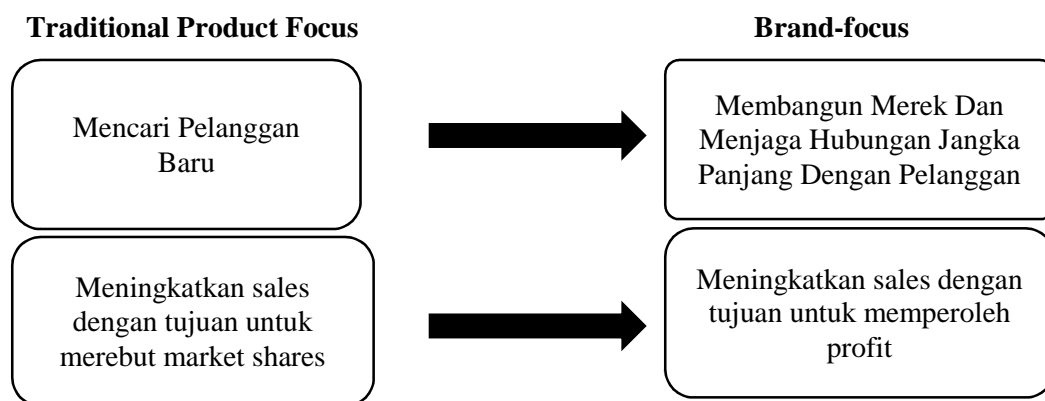 Traditional Product Focus
Brand-focus
Mencari Pelanggan
Baru
Membangun Merek Dan
Menjaga Hubungan Jangka
Panjang Dengan Pelanggan
Meningkatkan sales
dengan tujuan untuk
merebut market shares
Meningkatkan sales dengan
tujuan untuk memperoleh
profit